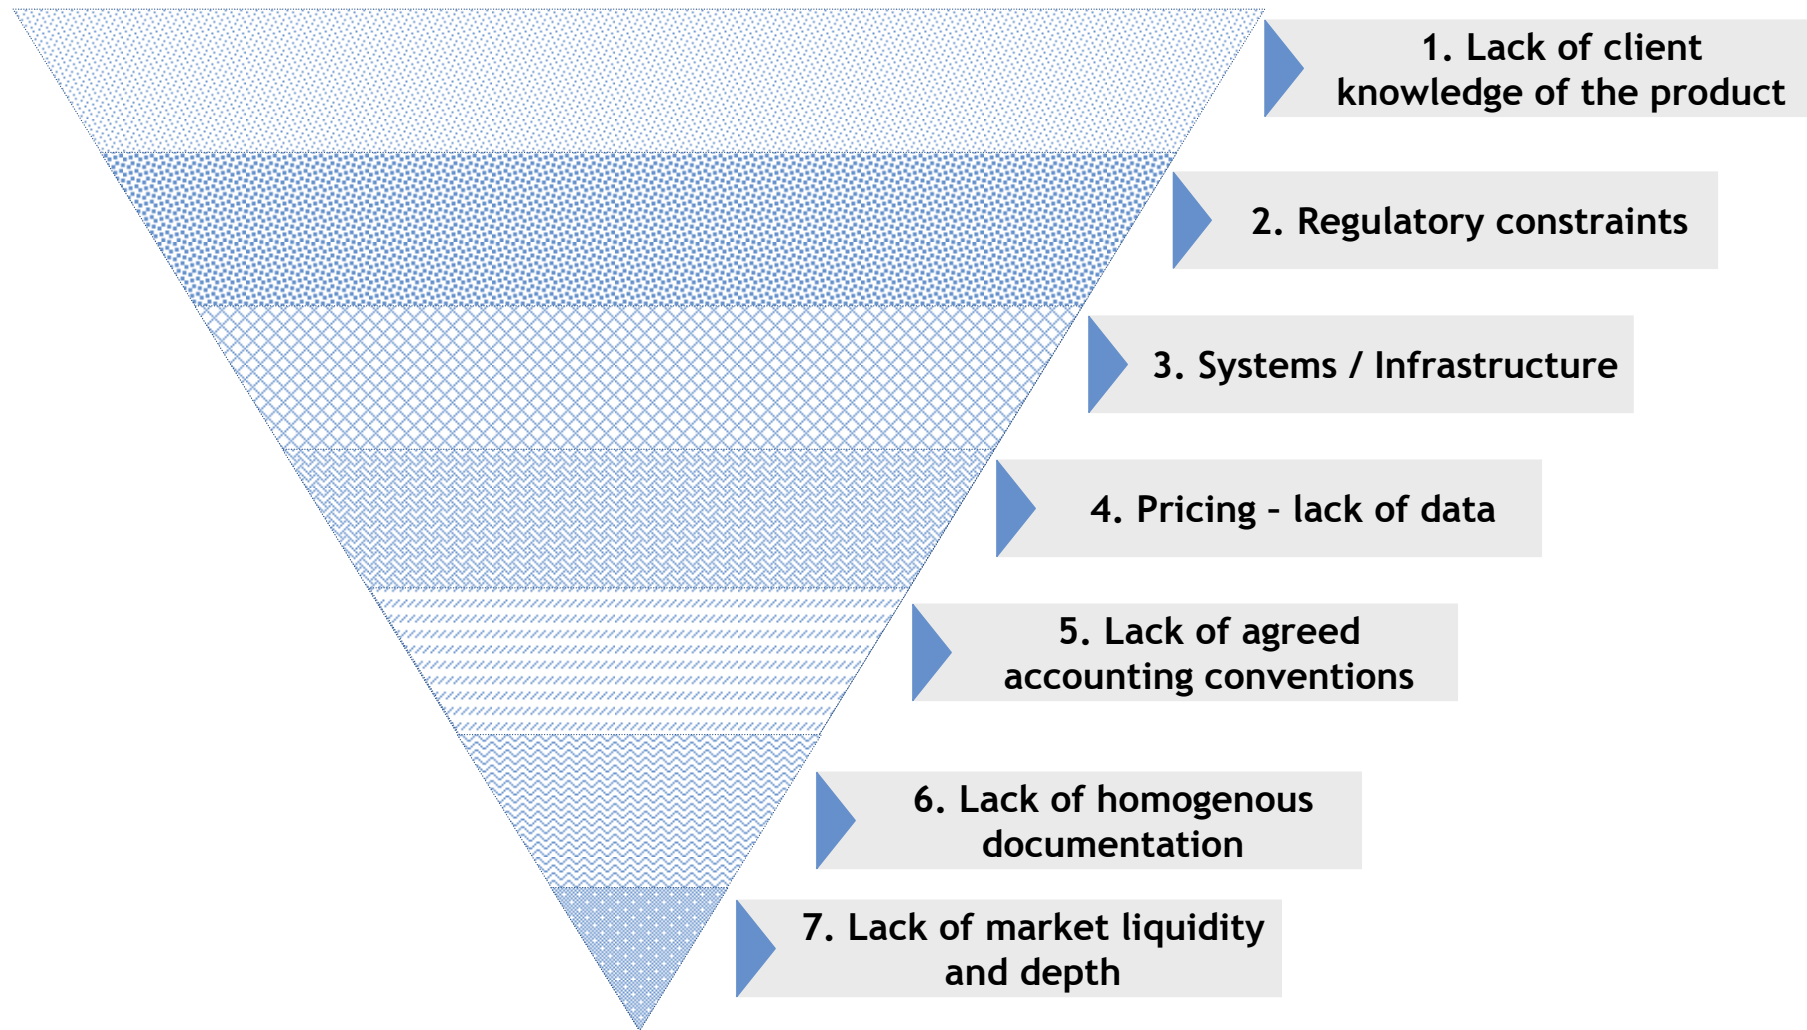 1. Lack of client
knowledge of the product
2. Regulatory constraints
3. Systems / Infrastructure
4. Pricing – lack of data
5. Lack of agreed
accounting conventions
6. Lack of homogenous
documentation
7. Lack of market liquidity
and depth